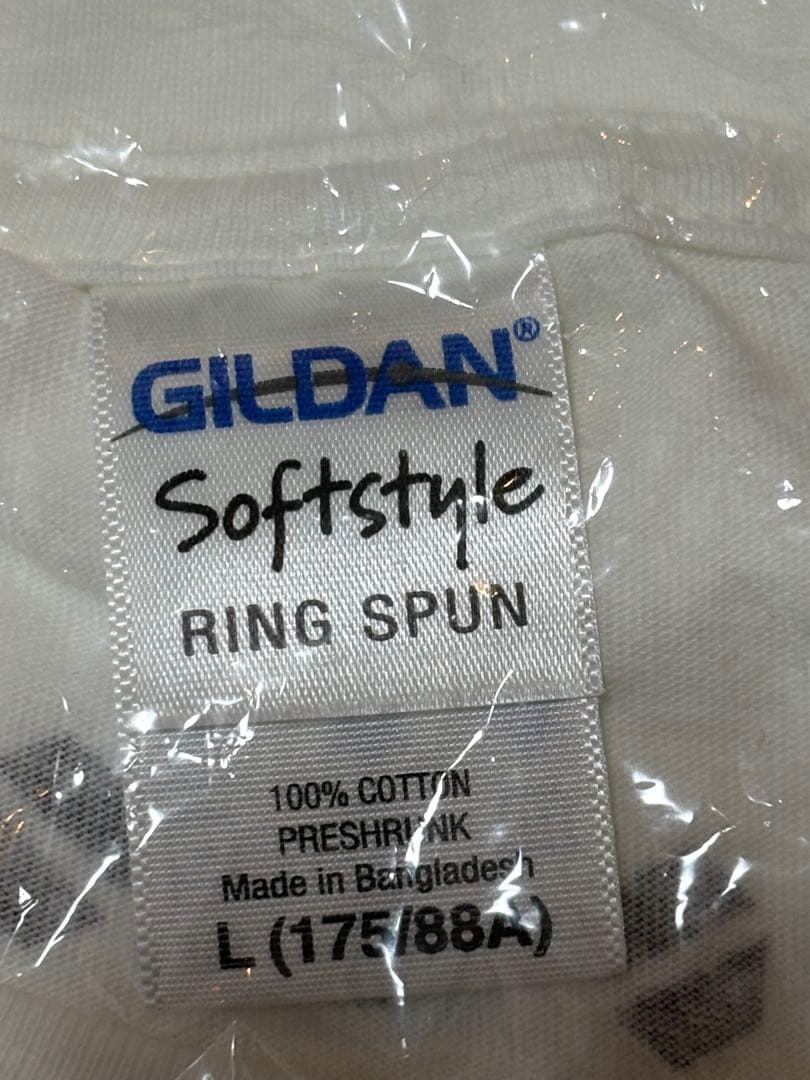 GILDAN®
Softstyle
RING SPUN
100% COTTON
PRESHRUNK
Made in Bangladesh
L (175/88A)